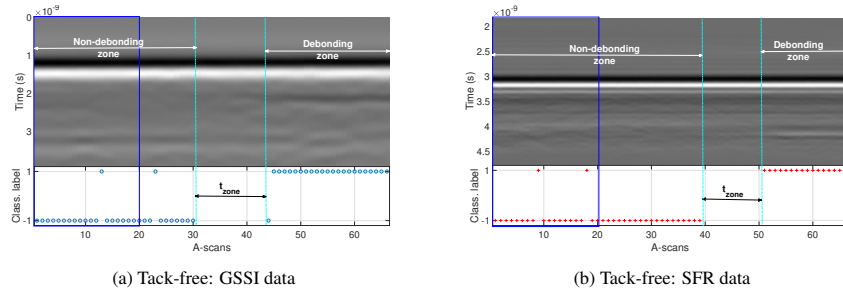 ×10⁻⁹
0
1
2
3
Time (s)
Non-debonding
zone
Debonding
zone
1
-1
Class. label
t_zone
10 20 30 40 50 60
A-scans
(a) Tack-free: GSSI data
×10⁻⁹
2
2.5
3
3.5
4
4.5
Time (s)
Non-debonding
zone
Debonding
zone
1
-1
Class. label
t_zone
10 20 30 40 50 60
A-scans
(b) Tack-free: SFR data